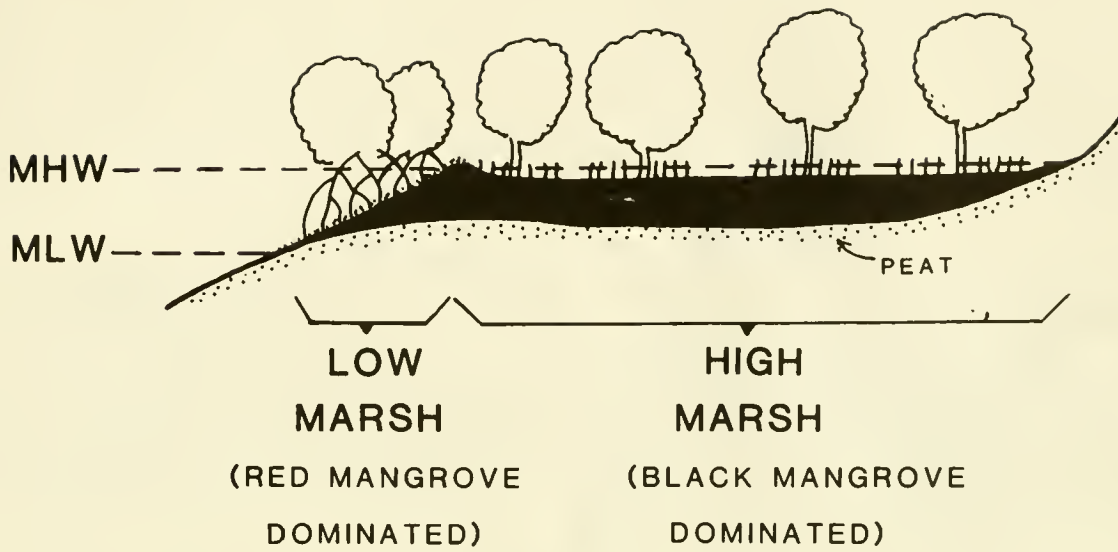 MHW
MLW
PEAT
LOW
MARSH
(RED MANGROVE
DOMINATED)
HIGH
MARSH
(BLACK MANGROVE
DOMINATED)